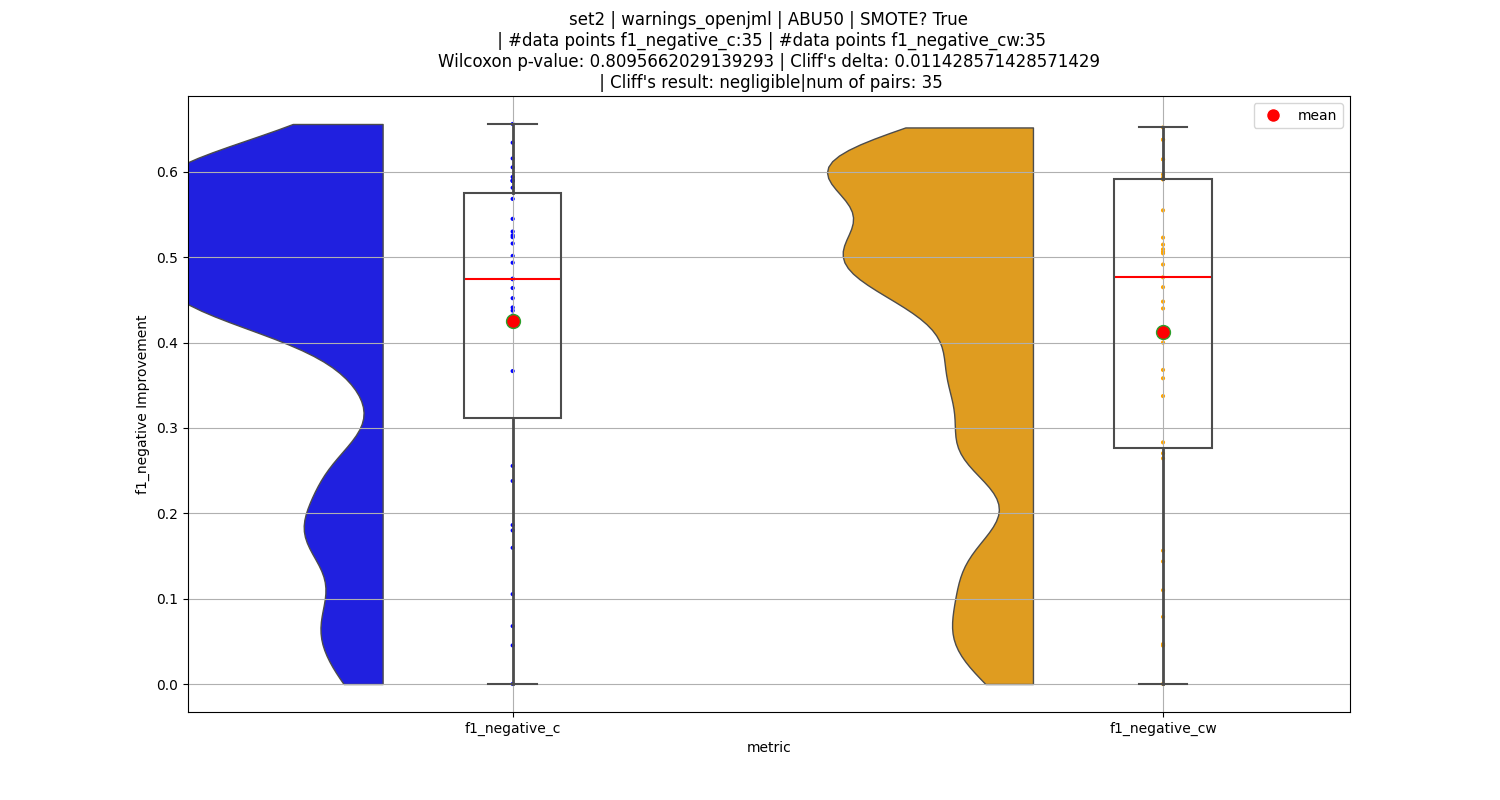 set2 | warnings_openjml | ABU50 | SMOTE? True
| #data points f1_negative_c:35 | #data points f1_negative_cw:35
Wilcoxon p-value: 0.8095662029139293 | Cliff's delta: 0.011428571428571429
| Cliff's result: negligible|num of pairs: 35
mean
0.6
0.5
0.4
0.3
0.2
0.1
0.0
f1_negative Improvement
f1_negative_c
f1_negative_cw
metric